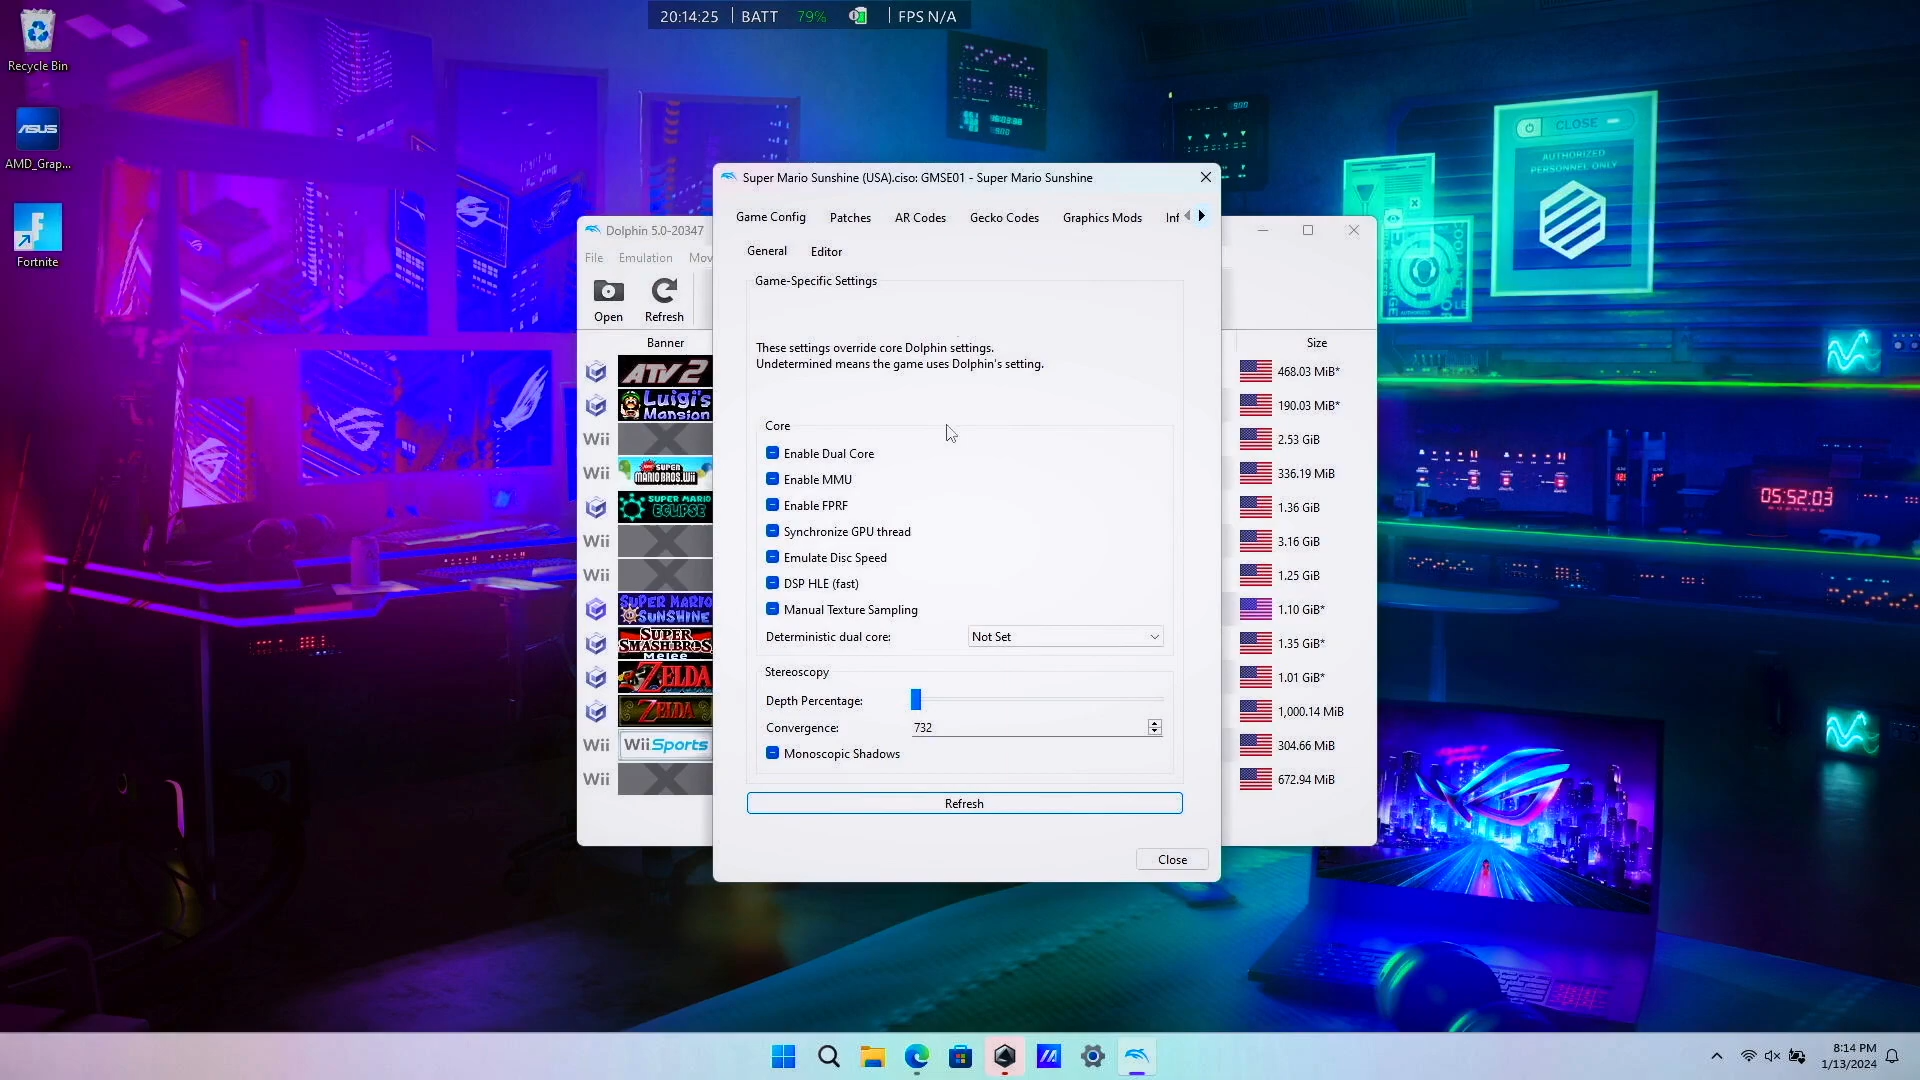 20:14:25 BATT 79% FPS N/A
Recycle Bin
ASUS
AMD_Grap...
Fortnite
CLOSE
AUTHORIZED
PERSONNEL ONLY
05:52:03
Super Mario Sunshine (USA).ciso: GMSE01 - Super Mario Sunshine
Game Config Patches AR Codes Gecko Codes Graphics Mods Inf
General Editor
Game-Specific Settings
These settings override core Dolphin settings.
Undetermined means the game uses Dolphin's setting.
Core
Enable Dual Core
Enable MMU
Enable FPRF
Synchronize GPU thread
Emulate Disc Speed
DSP HLE (fast)
Manual Texture Sampling
Deterministic dual core: Not Set
Stereoscopy
Depth Percentage:
Convergence: 732
Monoscopic Shadows
Refresh
Close
Dolphin 5.0-20347
File Emulation Mov
Open Refresh
Banner Size
ATV 2 468.03 MiB*
Luigi's
Mansion 190.03 MiB*
Wii 2.53 GiB
Wii NEW SUPER
MARIO BROS. Wii 336.19 MiB
SUPER MARIO
ECLIPSE 1.36 GiB
Wii 3.16 GiB
Wii 1.25 GiB
SUPER MARIO
SUNSHINE 1.10 GiB*
SUPER
SMASH BROS.
Melee 1.35 GiB*
ZELDA 1.01 GiB*
ZELDA 1,000.14 MiB
Wii Wii Sports 304.66 MiB
Wii 672.94 MiB
8:14 PM
1/13/2024